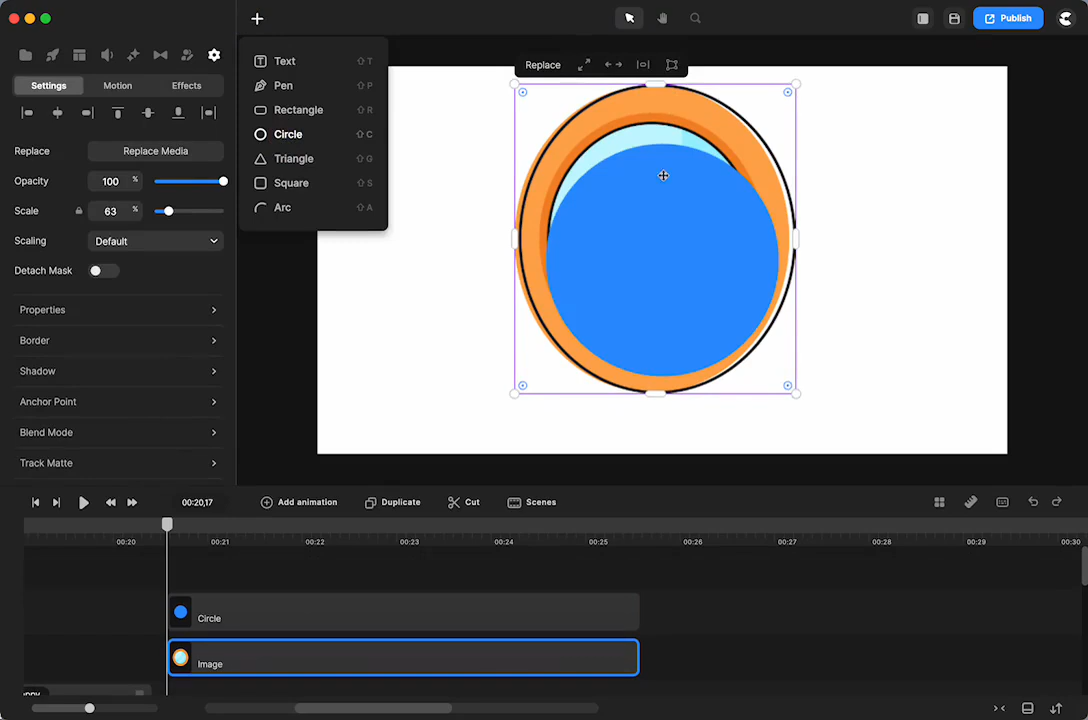 Publish
Text ⇧ T
Pen ⇧ P
Rectangle ⇧ R
Circle ⇧ C
Triangle ⇧ G
Square ⇧ S
Arc ⇧ A
Replace
Settings Motion Effects
Replace Replace Media
Opacity 100 %
Scale 63 %
Scaling Default
Detach Mask
Properties
Border
Shadow
Anchor Point
Blend Mode
Track Matte
00:20,17 Add animation Duplicate Cut Scenes
00:20 00:21 00:22 00:23 00:24 00:25 00:26 00:27 00:28 00:29 00:30
Circle
Image